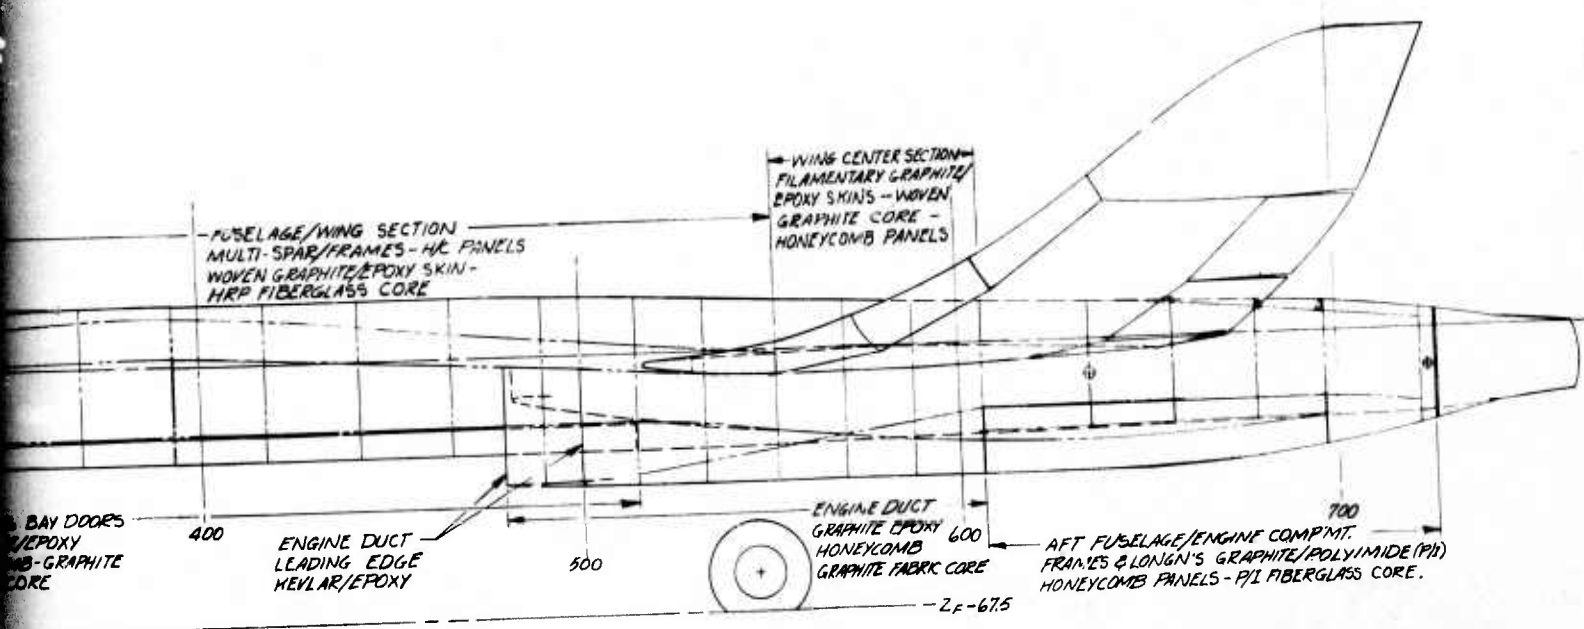 WING CENTER SECTION
FILAMENTARY GRAPHITE/
EPOXY SKINS - WOVEN
GRAPHITE CORE -
HONEYCOMB PANELS
FUSELAGE/WING SECTION
MULTI-SPAR/FRAMES - H/C PANELS
WOVEN GRAPHITE/EPOXY SKIN -
HRP FIBERGLASS CORE
BAY DOORS
/EPOXY
-GRAPHITE
CORE
400
ENGINE DUCT
LEADING EDGE
KEVLAR/EPOXY
500
ENGINE DUCT
GRAPHITE EPOXY
HONEYCOMB
GRAPHITE FABRIC CORE
600
700
AFT FUSELAGE/ENGINE COMP'MT.
FRAMES & LONGN'S GRAPHITE/POLYIMIDE (P/I)
HONEYCOMB PANELS - P/I FIBERGLASS CORE.
ZF-67.5